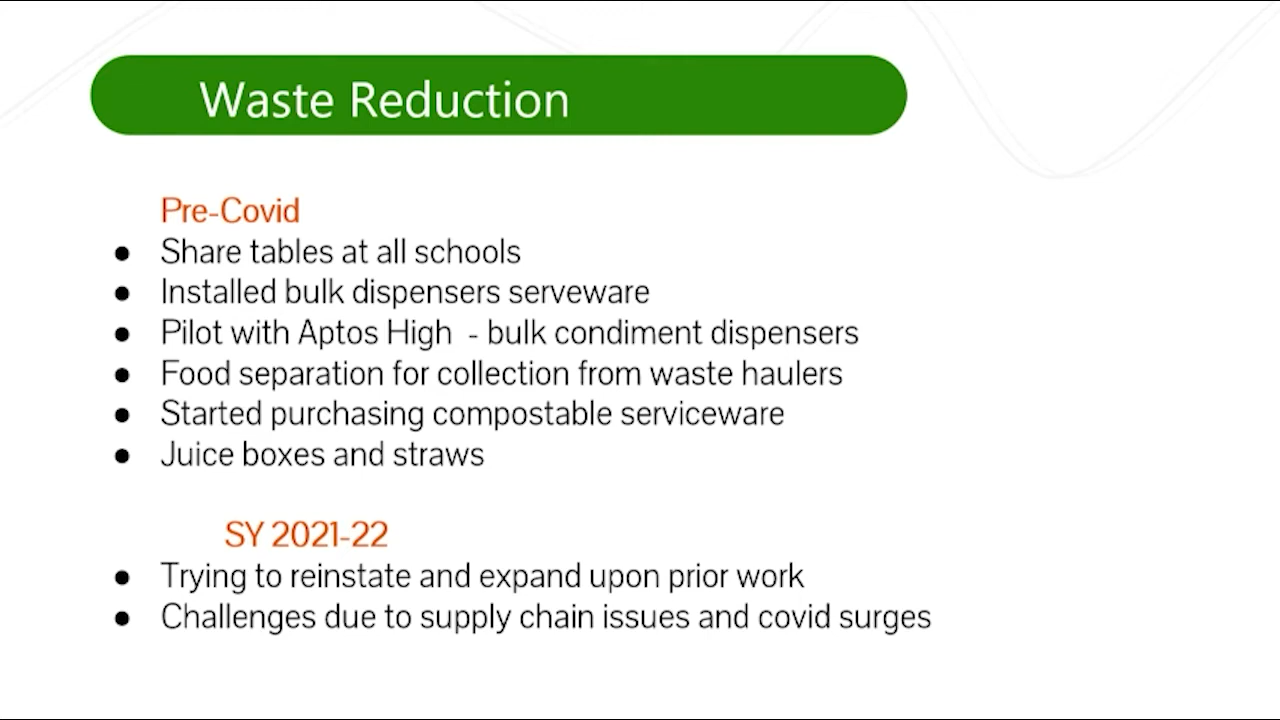 Waste Reduction
Pre-Covid
● Share tables at all schools
● Installed bulk dispensers serveware
● Pilot with Aptos High - bulk condiment dispensers
● Food separation for collection from waste haulers
● Started purchasing compostable serviceware
● Juice boxes and straws
SY 2021-22
● Trying to reinstate and expand upon prior work
● Challenges due to supply chain issues and covid surges